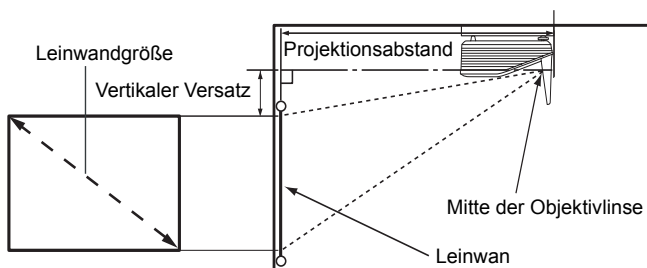 Leinwandgröße
Projektionsabstand
Vertikaler Versatz
Mitte der Objektivlinse
Leinwan